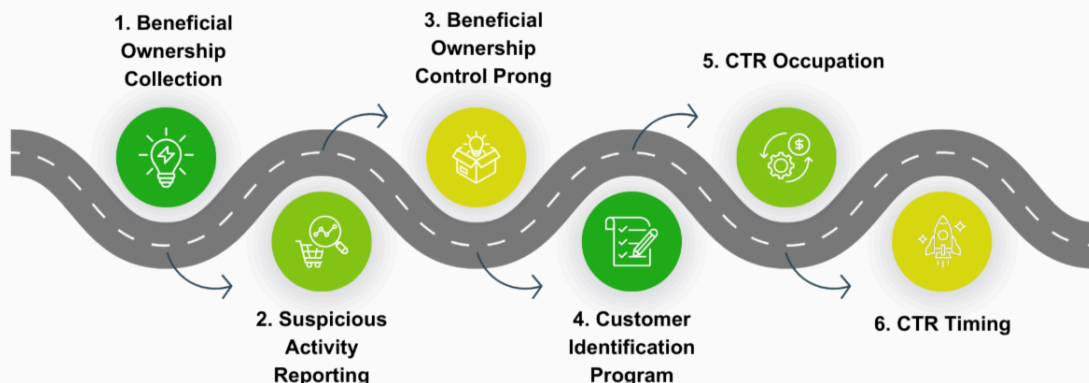 1. Beneficial
Ownership
Collection
2. Suspicious
Activity
Reporting
3. Beneficial
Ownership
Control Prong
4. Customer
Identification
Program
5. CTR Occupation
6. CTR Timing
$